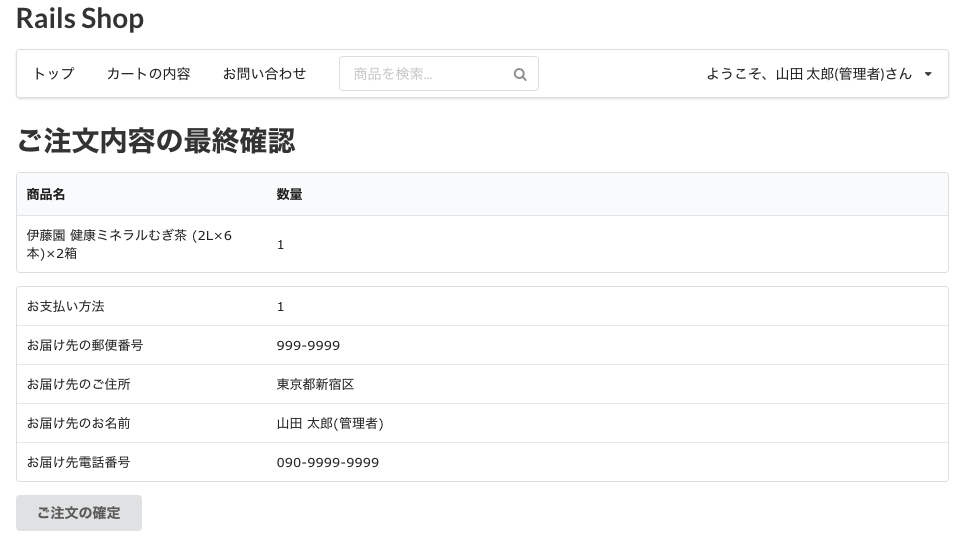 Rails Shop
トップ カートの内容 お問い合わせ 商品を検索... ようこそ、山田 太郎(管理者)さん
ご注文内容の最終確認
商品名 数量
伊藤園 健康ミネラルむぎ茶 (2L×6
本)×2箱 1
お支払い方法 1
お届け先の郵便番号 999-9999
お届け先のご住所 東京都新宿区
お届け先のお名前 山田 太郎(管理者)
お届け先電話番号 090-9999-9999
ご注文の確定